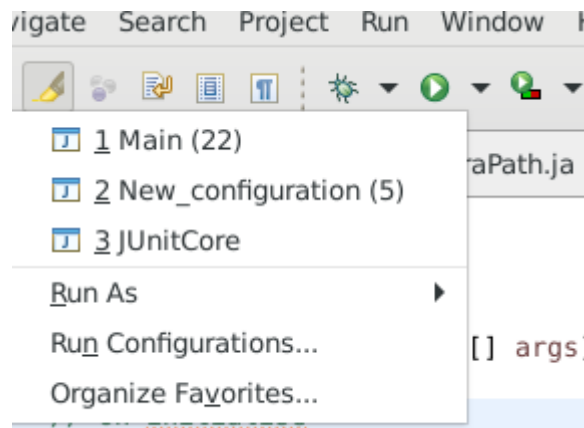 vigate Search Project Run Window
1 Main (22)
2 New_configuration (5)
raPath.ja
3 JUnitCore
Run As
Run Configurations...
[] args)
Organize Favorites...